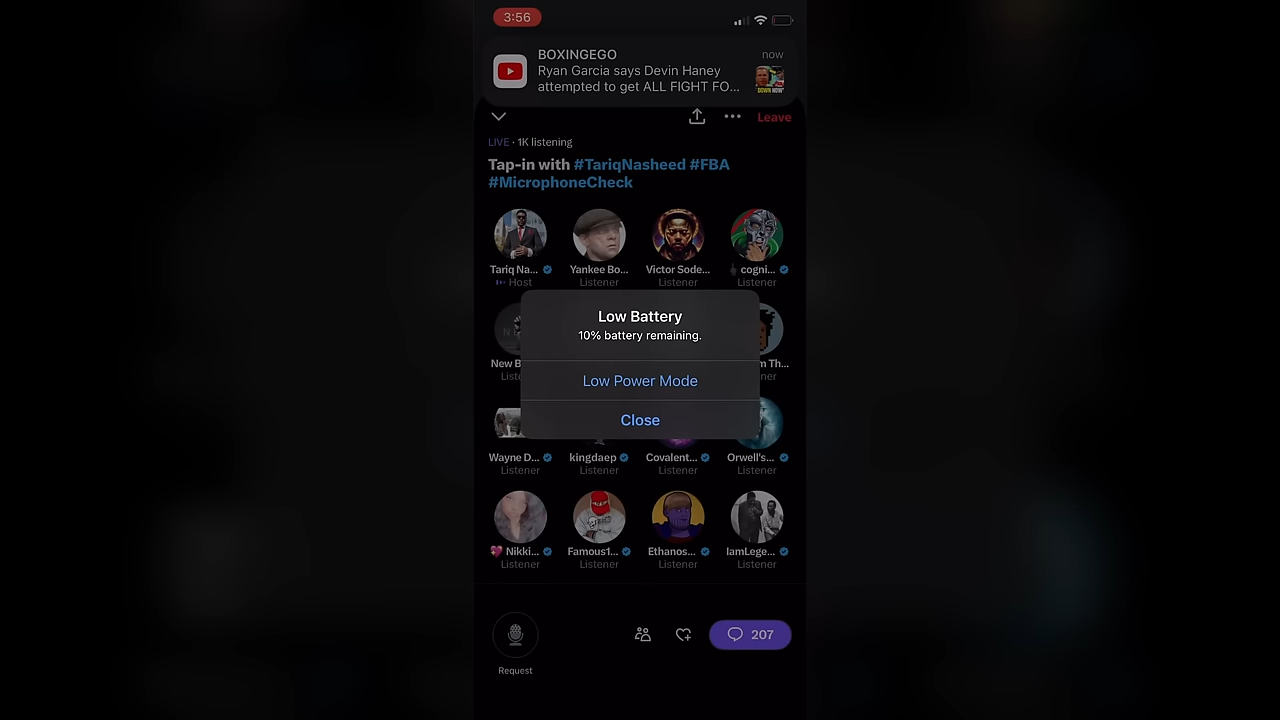 3:56
BOXINGEGO
now
Ryan Garcia says Devin Haney
attempted to get ALL FIGHT FO...
DOWN NOW"
Leave
LIVE · 1K listening
Tap-in with #TariqNasheed #FBA
#MicrophoneCheck
Tariq Na... Yankee Bo... Victor Sode... cogni...
Host Listener Listener Listener
Low Battery
10% battery remaining.
New B
m Th...
Low Power Mode
Close
Wayne D... kingdaep Covalent... Orwell's...
Listener Listener Listener Listener
Nikki... Famous1... Ethanos... IamLege...
Listener Listener Listener Listener
207
Request